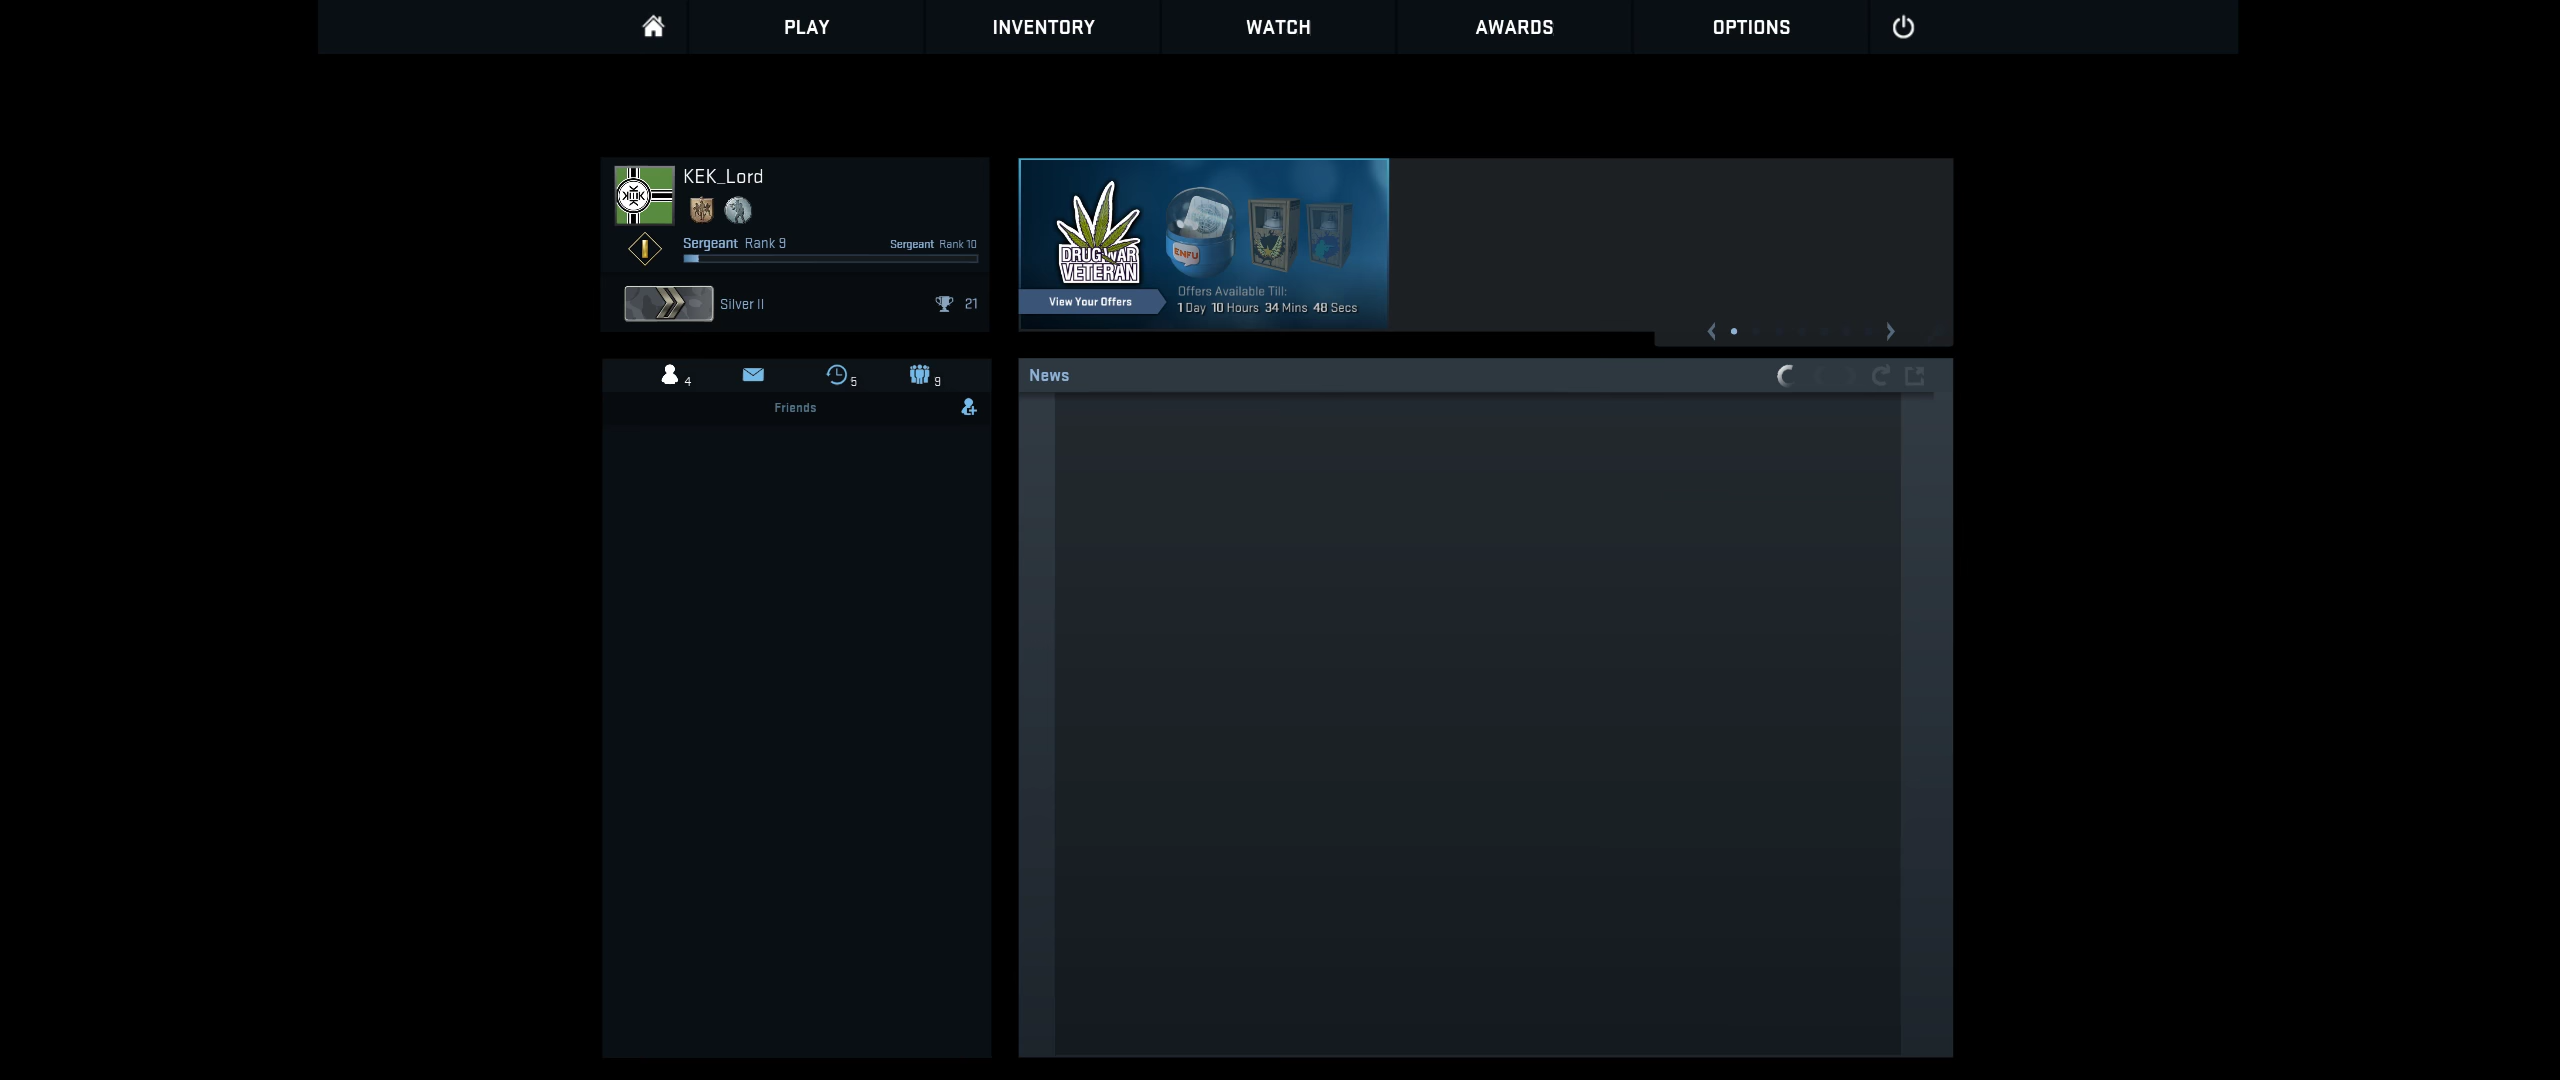 PLAY INVENTORY WATCH AWARDS OPTIONS
KEK_Lord
KEK
Sergeant Rank 9 Sergeant Rank 10
Silver II 21
DRUG WAR
VETERAN
ENFU
View Your Offers
Offers Available Till:
1 Day 10 Hours 34 Mins 48 Secs
4 5 9
Friends
News